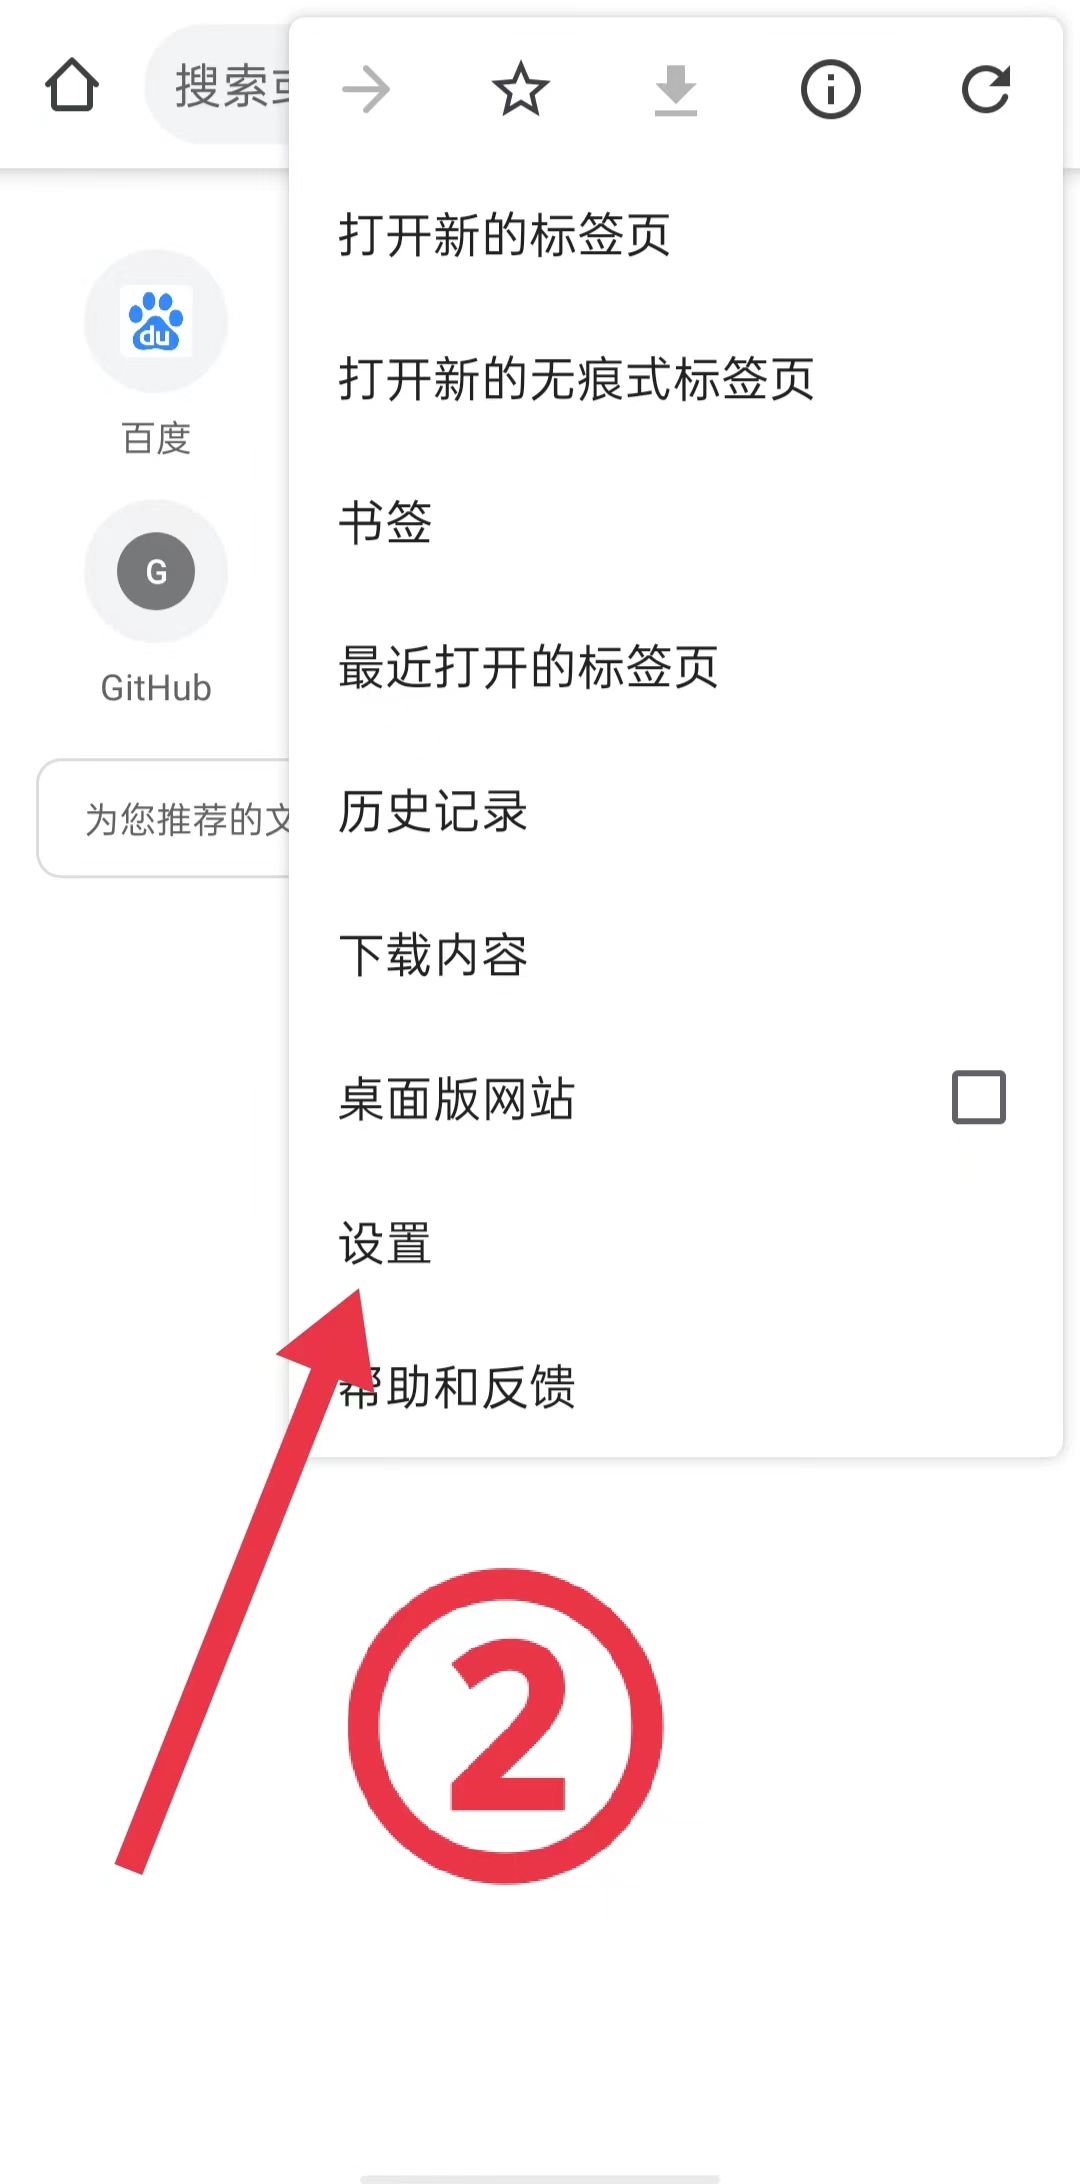 搜索或
打开新的标签页
打开新的无痕式标签页
du
百度
书签
G
GitHub
最近打开的标签页
为您推荐的文
历史记录
下载内容
桌面版网站
设置
帮助和反馈
2